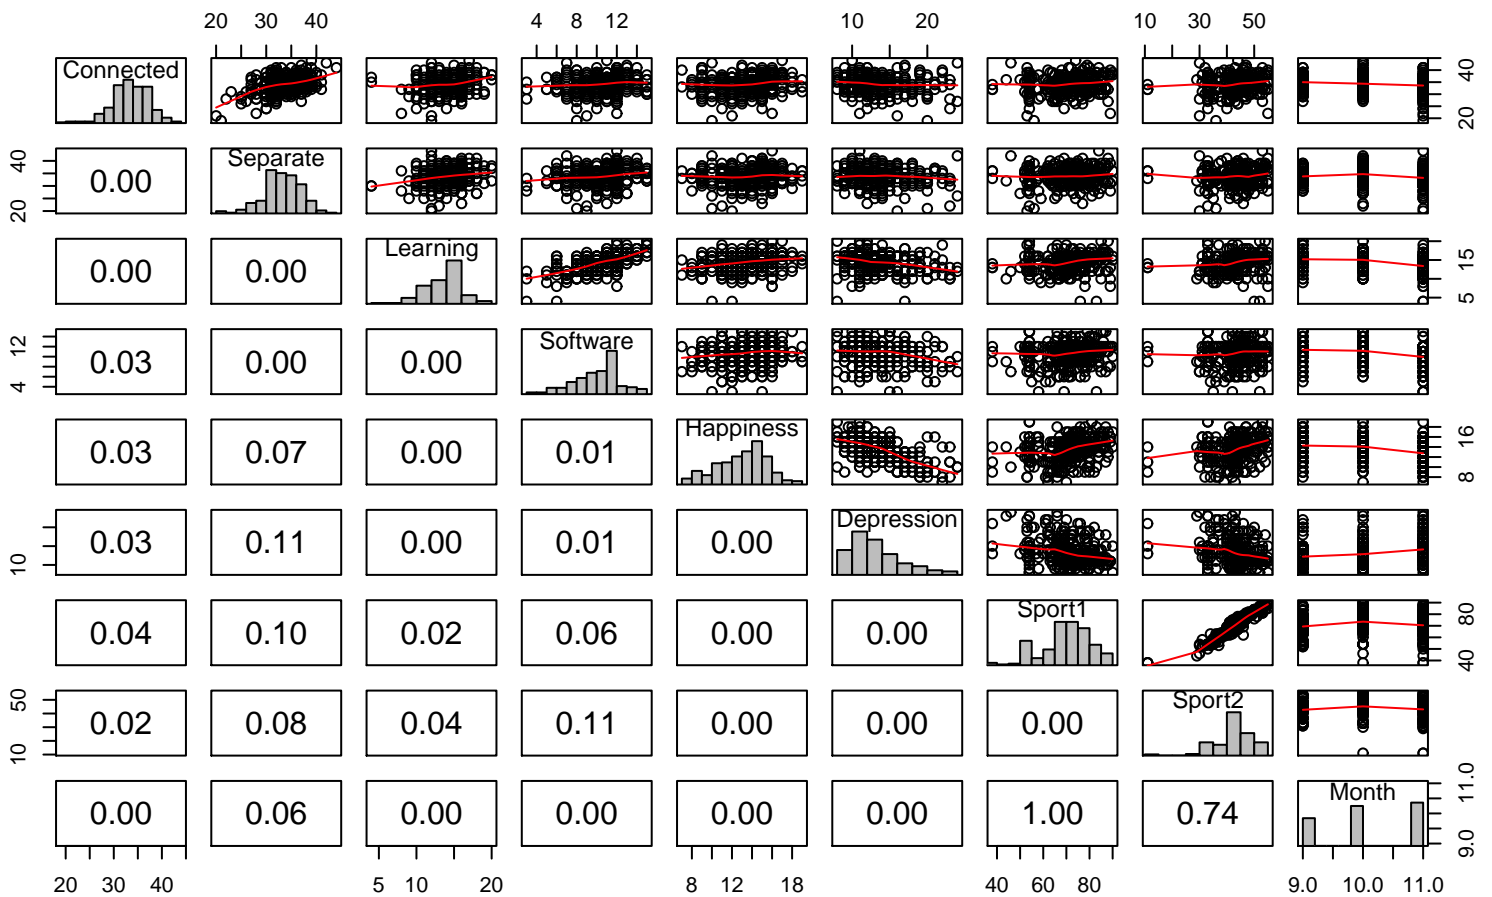 20 30 40 4 8 12 10 20 10 30 50
Connected 20 40
20 40 0.00 Separate
0.00 0.00 Learning 5 15
4 12 0.03 0.00 0.00 Software
0.03 0.07 0.00 0.01 Happiness 8 16
10 0.03 0.11 0.00 0.01 0.00 Depression
0.04 0.10 0.02 0.06 0.00 0.00 Sport1 40 80
10 50 0.02 0.08 0.04 0.11 0.00 0.00 0.00 Sport2
0.00 0.06 0.00 0.00 0.00 0.00 1.00 0.74 Month 9.0 11.0
20 30 40 5 10 20 8 12 18 40 60 80 9.0 10.0 11.0